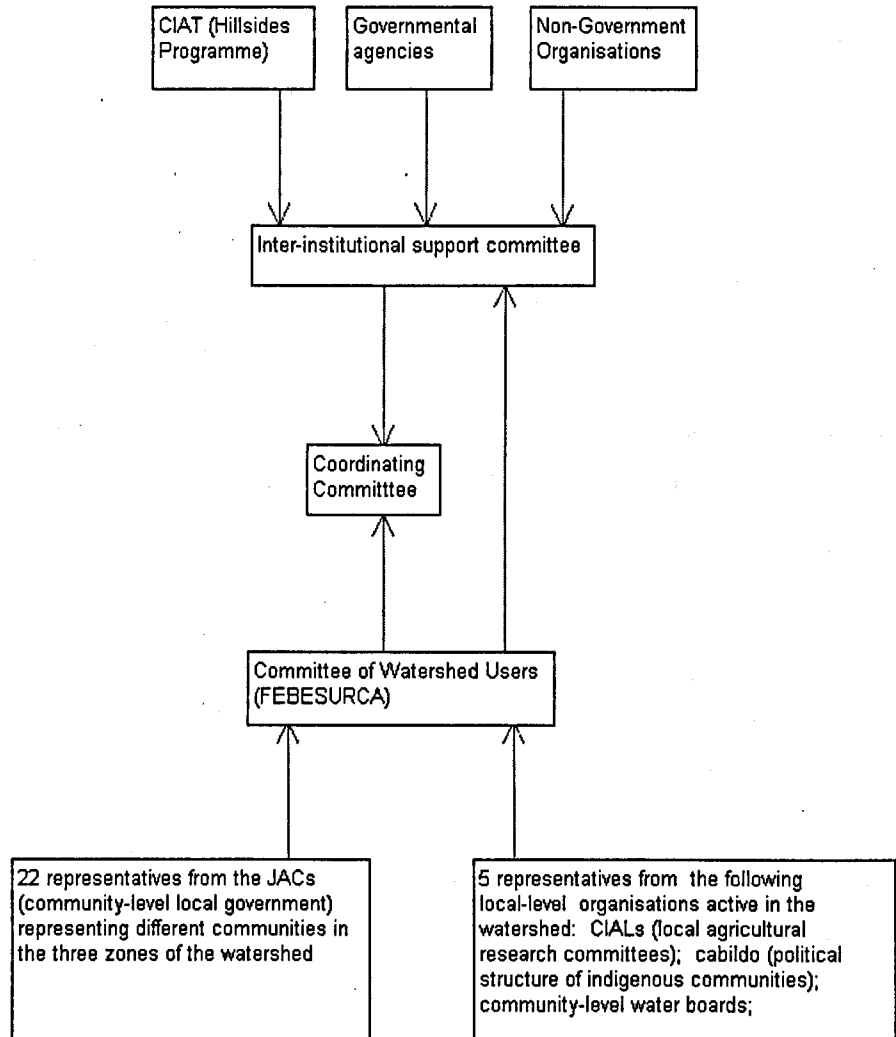 CIAT (Hillsides
Programme)
Governmental
agencies
Non-Government
Organisations
Inter-institutional support committee
Coordinating
Committtee
Committee of Watershed Users
(FEBESURCA)
22 representatives from the JACs
(community-level local government)
representing different communities in
the three zones of the watershed
5 representatives from the following
local-level organisations active in the
watershed: CIALs (local agricultural
research committees); cabildo (political
structure of indigenous communities);
community-level water boards;